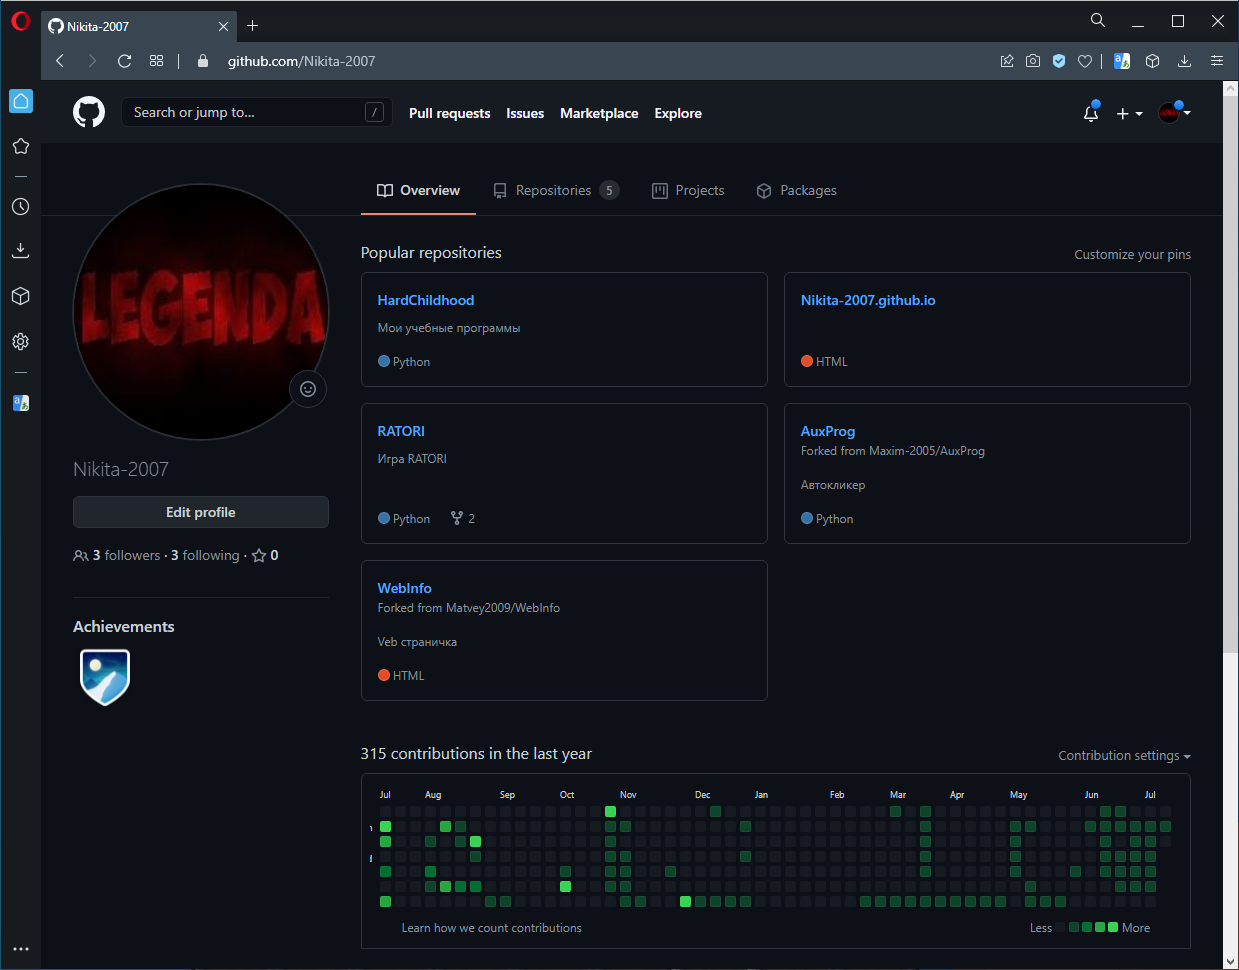 Nikita-2007
github.com/Nikita-2007
Search or jump to...
/
Pull requests Issues Marketplace Explore
LEGENDA
Overview Repositories 5 Projects Packages
Popular repositories
Customize your pins
HardChildhood
Мои учебные программы
Python
Nikita-2007.github.io
HTML
RATORI
Игра RATORI
Python 2
AuxProg
Forked from Maxim-2005/AuxProg
Автокликер
Python
WebInfo
Forked from Matvey2009/WebInfo
Veb страничка
HTML
Nikita-2007
Edit profile
3 followers · 3 following · 0
Achievements
315 contributions in the last year
Contribution settings
Jul Aug Sep Oct Nov Dec Jan Feb Mar Apr May Jun Jul
Learn how we count contributions
Less More